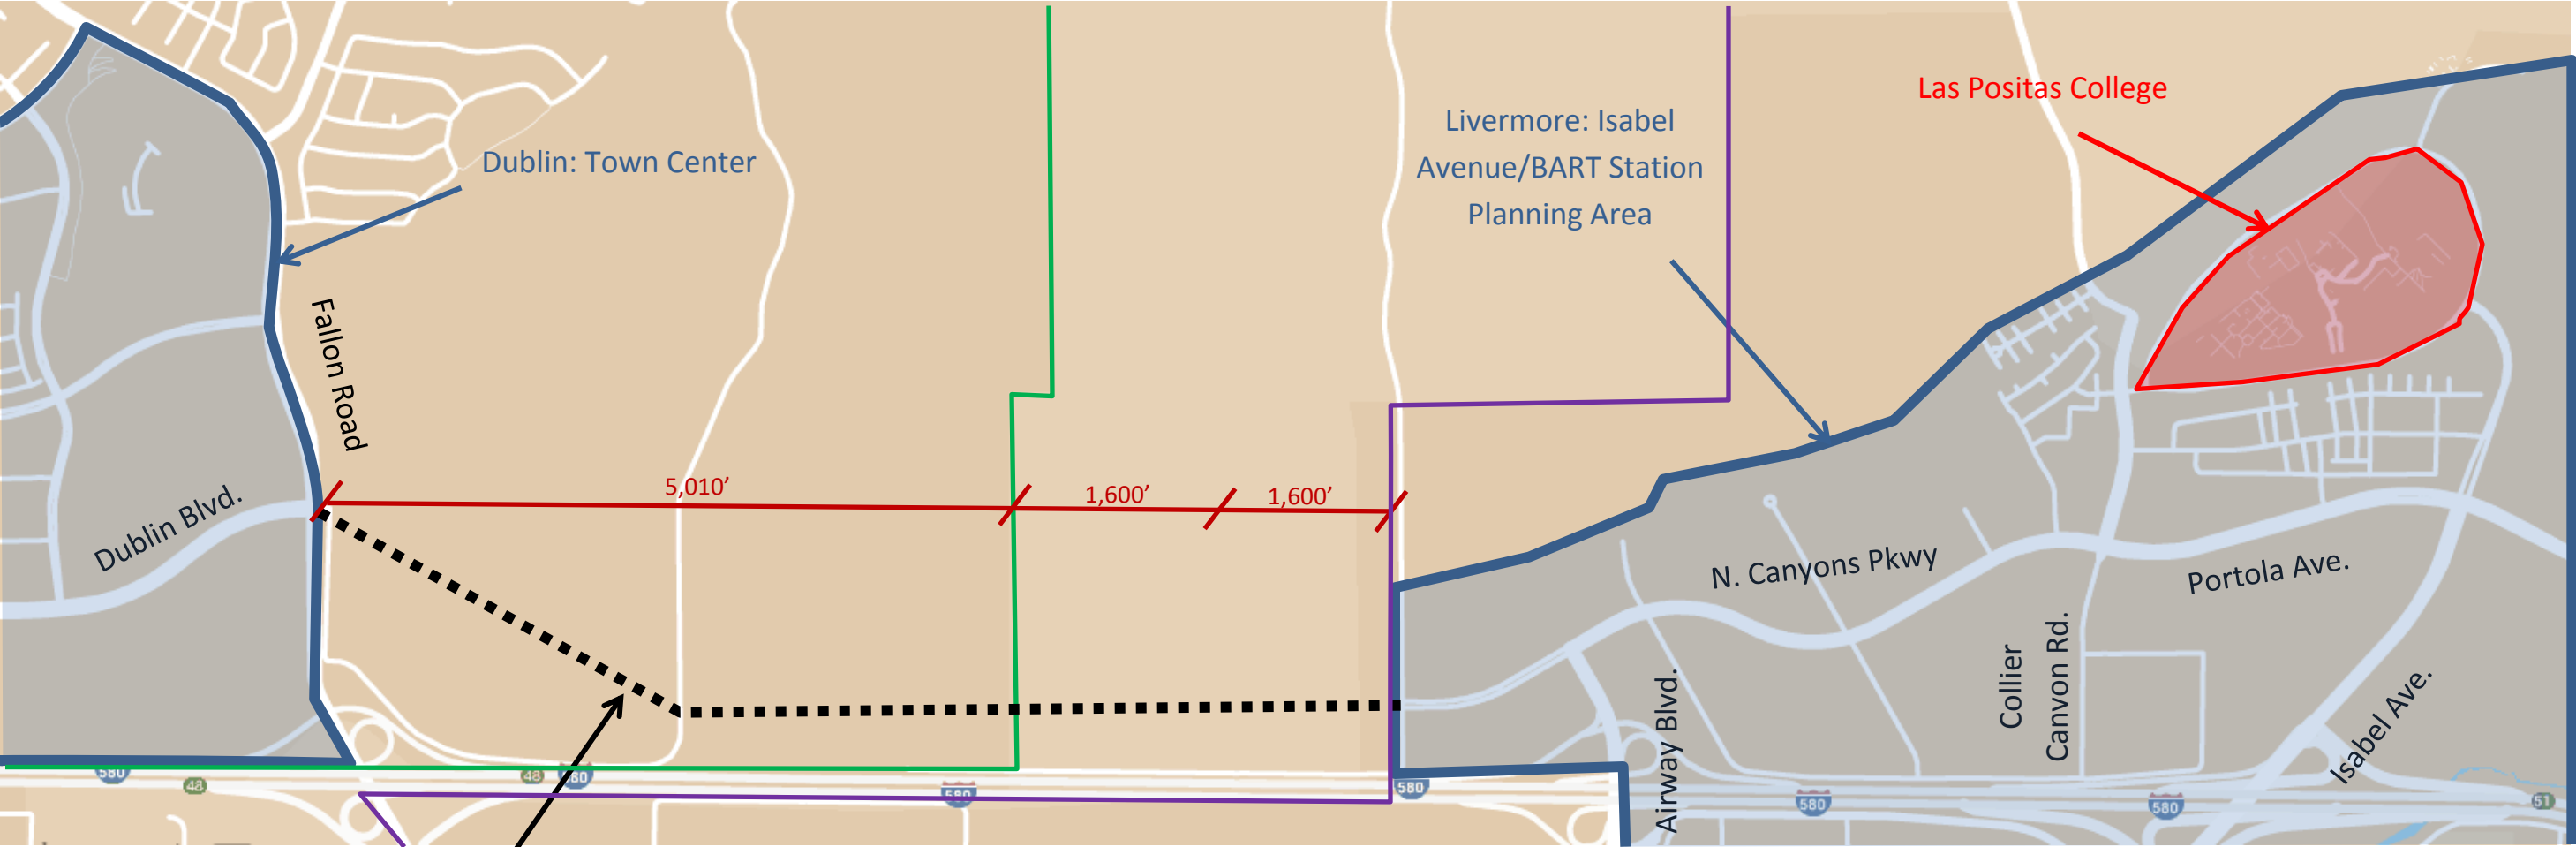 Las Positas College
Livermore: Isabel
Avenue/BART Station
Planning Area
Dublin: Town Center
Fallon Road
5,010’
1,600’
1,600’
Dublin Blvd.
N. Canyons Pkwy
Portola Ave.
Collier
Canyon Rd.
Airway Blvd.
Isabel Ave.
580
48
48
580
580
580
580
580
51